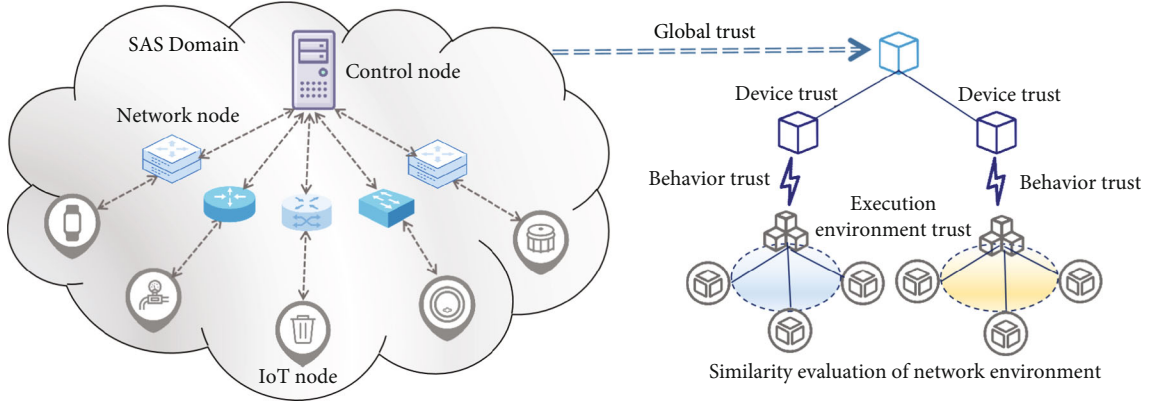 SAS Domain
Control node
Network node
IoT node
Global trust
Device trust
Device trust
Behavior trust
Behavior trust
Execution
environment trust
Similarity evaluation of network environment